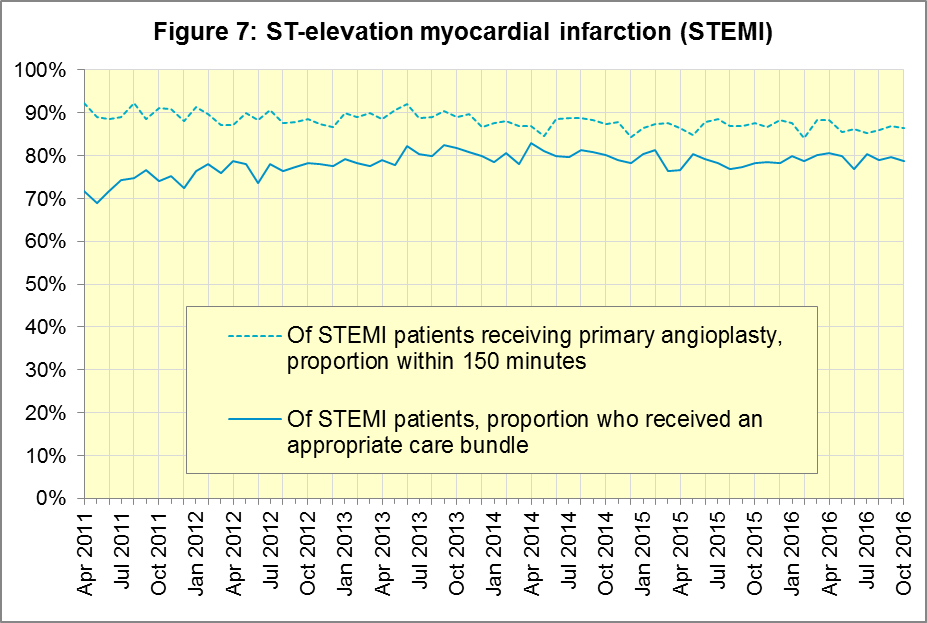 Figure 7: ST-elevation myocardial infarction (STEMI)
100%
90%
80%
70%
60%
50%
40%
30%
20%
10%
0%
Of STEMI patients receiving primary angioplasty,
proportion within 150 minutes
Of STEMI patients, proportion who received an
appropriate care bundle
Apr 2011
Jul 2011
Oct 2011
Jan 2012
Apr 2012
Jul 2012
Oct 2012
Jan 2013
Apr 2013
Jul 2013
Oct 2013
Jan 2014
Apr 2014
Jul 2014
Oct 2014
Jan 2015
Apr 2015
Jul 2015
Oct 2015
Jan 2016
Apr 2016
Jul 2016
Oct 2016